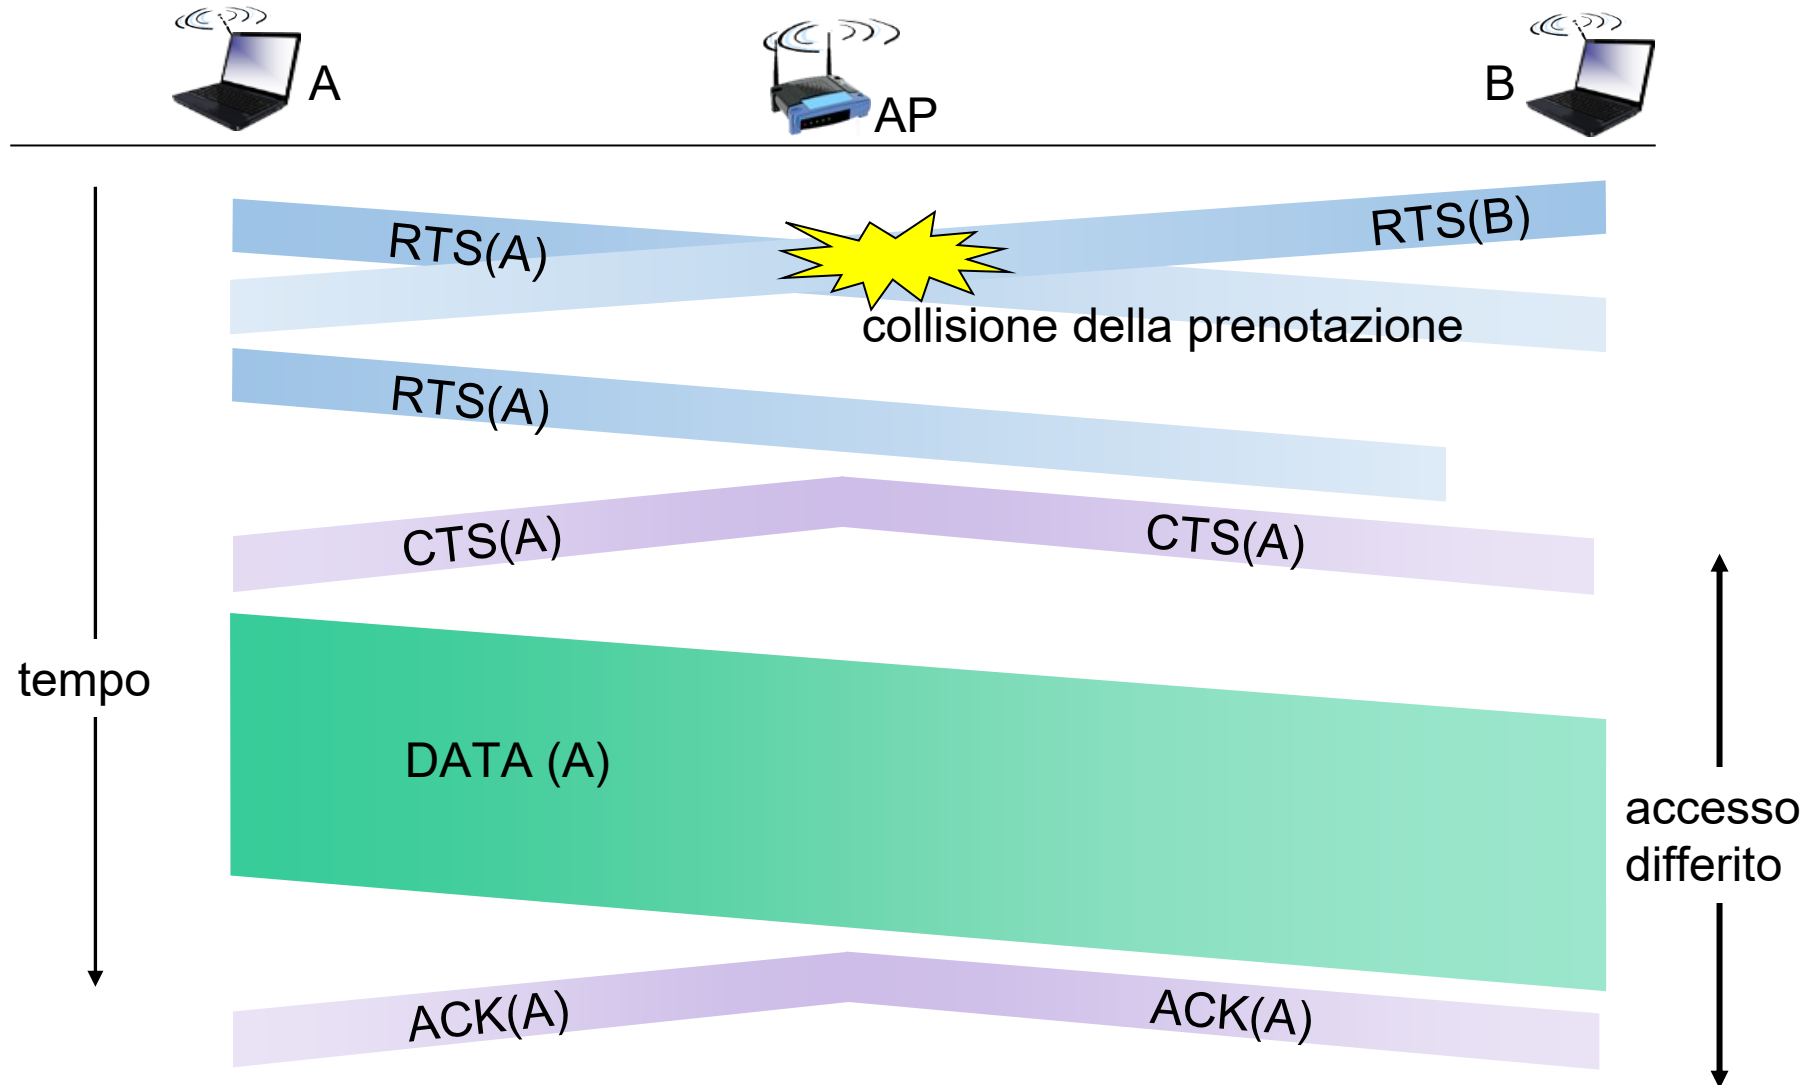 A
AP
B
RTS(A)
RTS(B)
collisione della prenotazione
RTS(A)
CTS(A)
CTS(A)
tempo
DATA (A)
accesso
differito
ACK(A)
ACK(A)